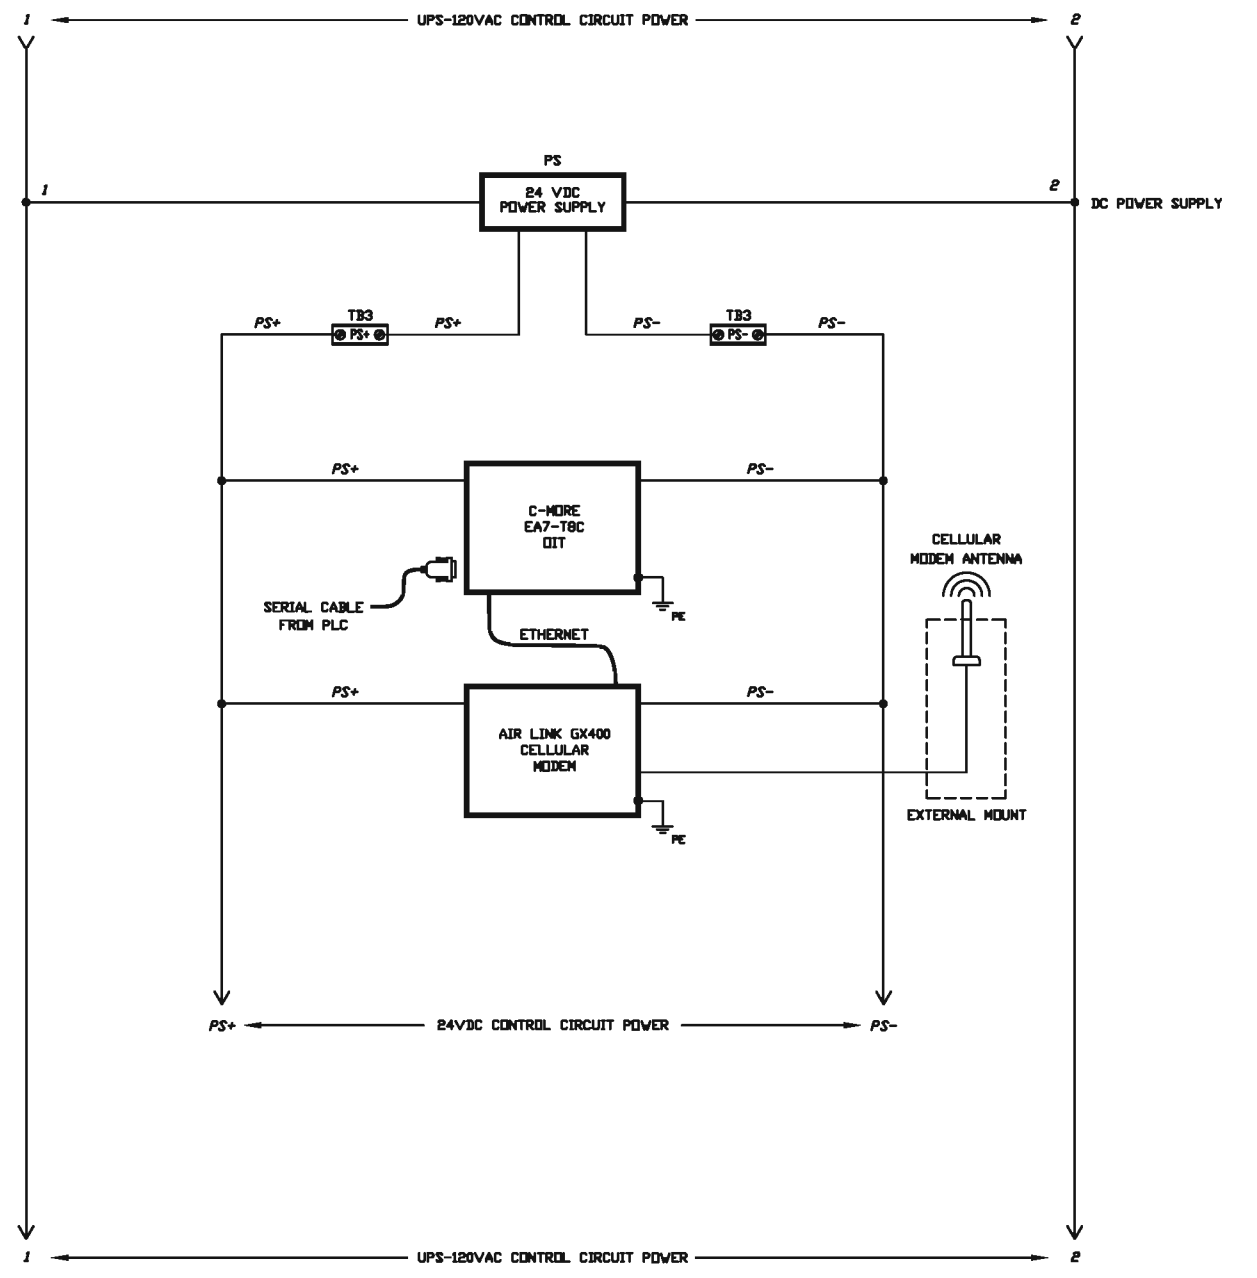 1 UPS-120VAC CONTROL CIRCUIT POWER 2
PS
1
24 VDC
POWER SUPPLY
2
DC POWER SUPPLY
PS+
TB3
PS+
PS+
PS-
TB3
PS-
PS-
PS+
PS-
C-MORE
EA7-T8C
OIT
CELLULAR
MODEM ANTENNA
SERIAL CABLE
FROM PLC
PE
ETHERNET
PS+
PS-
AIR LINK GX400
CELLULAR
MODEM
EXTERNAL MOUNT
PE
PS+ 24VDC CONTROL CIRCUIT POWER PS-
1 UPS-120VAC CONTROL CIRCUIT POWER 2